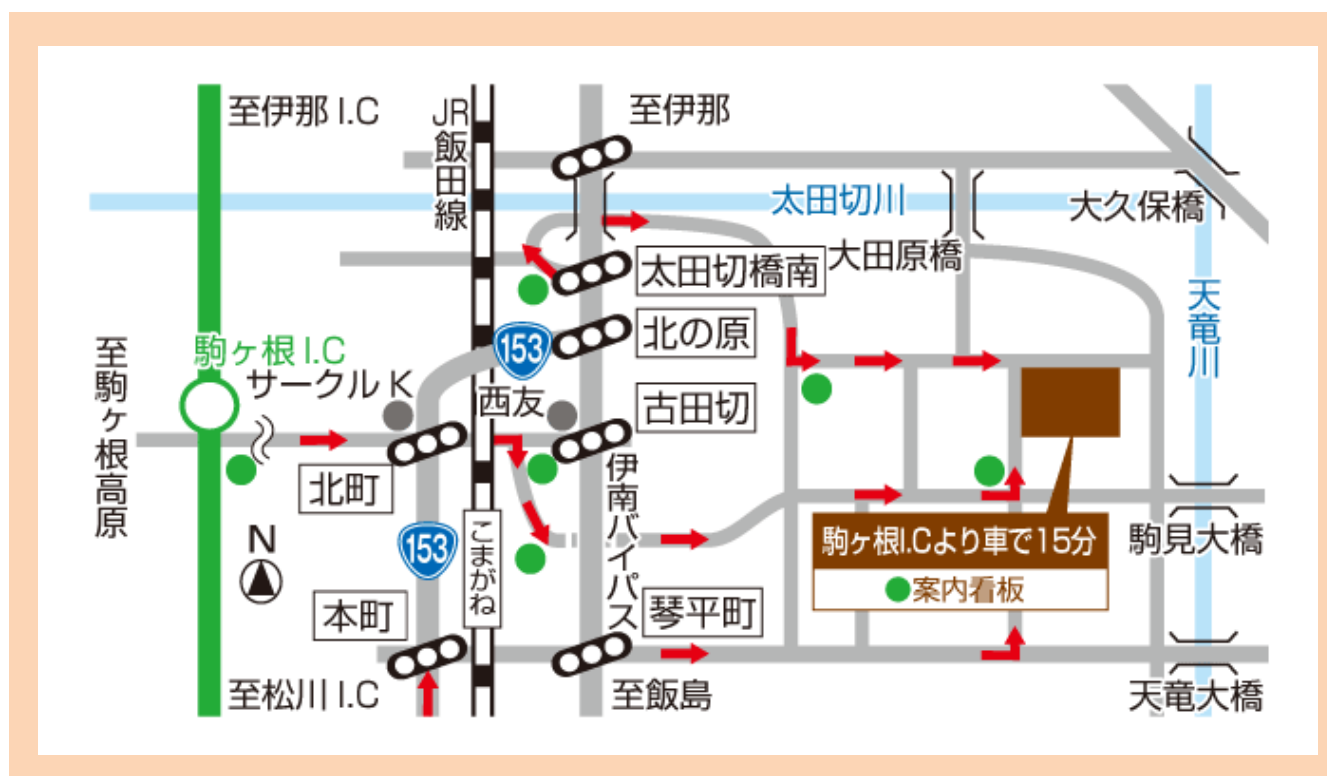 至伊那 I.C
JR飯田線
至伊那
太田切川
大久保橋
大田原橋
太田切橋南
天竜川
北の原
153
駒ヶ根 I.C
至駒ヶ根高原
サークルK
西友
古田切
北町
伊南バイパス
N
153
こまがね
駒ヶ根I.Cより車で15分
案内看板
駒見大橋
本町
琴平町
至松川 I.C
至飯島
天竜大橋